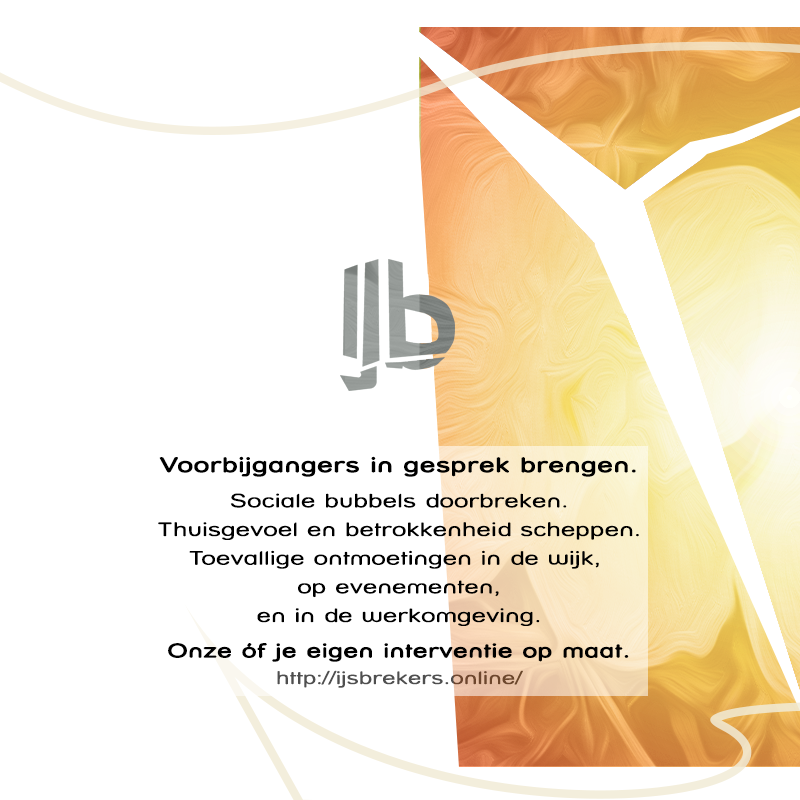 IJb
Voorbijgangers in gesprek brengen.
Sociale bubbels doorbreken.
Thuisgevoel en betrokkenheid scheppen.
Toevallige ontmoetingen in de wijk,
op evenementen,
en in de werkomgeving.
Onze óf je eigen interventie op maat.
http://ijsbrekers.online/